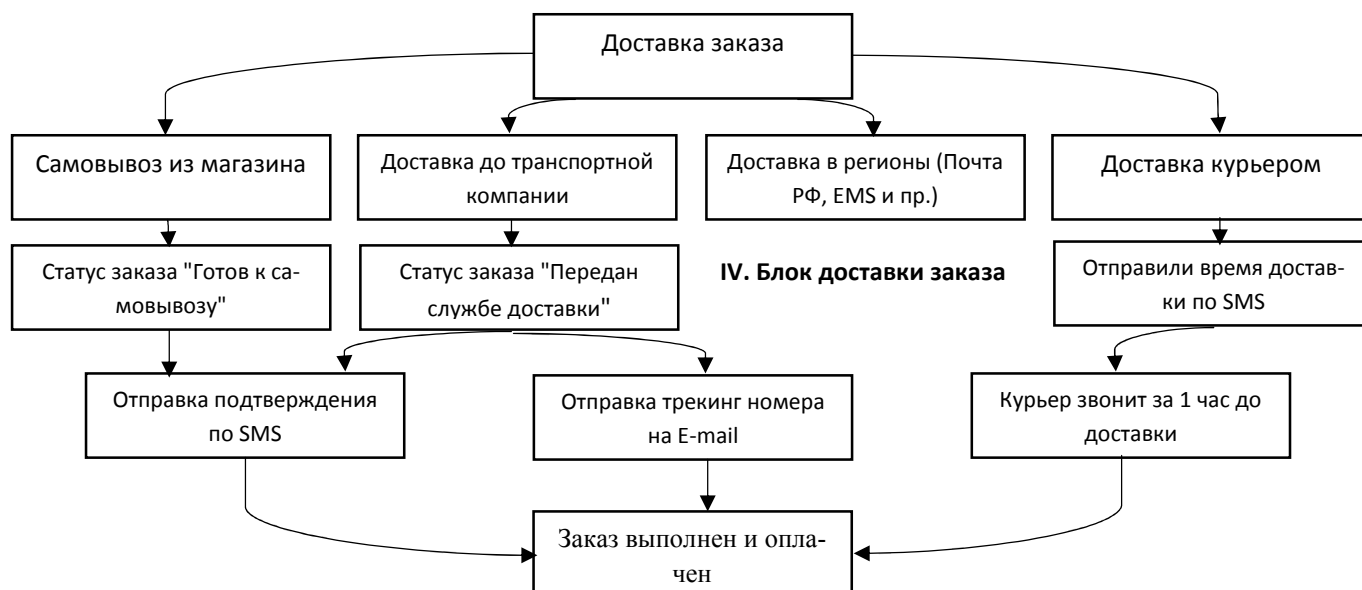 Доставка заказа
Самовывоз из магазина
Доставка до транспортной
компании
Доставка в регионы (Почта
РФ, EMS и пр.)
Доставка курьером
Статус заказа "Готов к са-
мовывозу"
Статус заказа "Передан
службе доставки"
IV. Блок доставки заказа
Отправили время достав-
ки по SMS
Отправка подтверждения
по SMS
Отправка трекинг номера
на E-mail
Курьер звонит за 1 час до
доставки
Заказ выполнен и опла-
чен